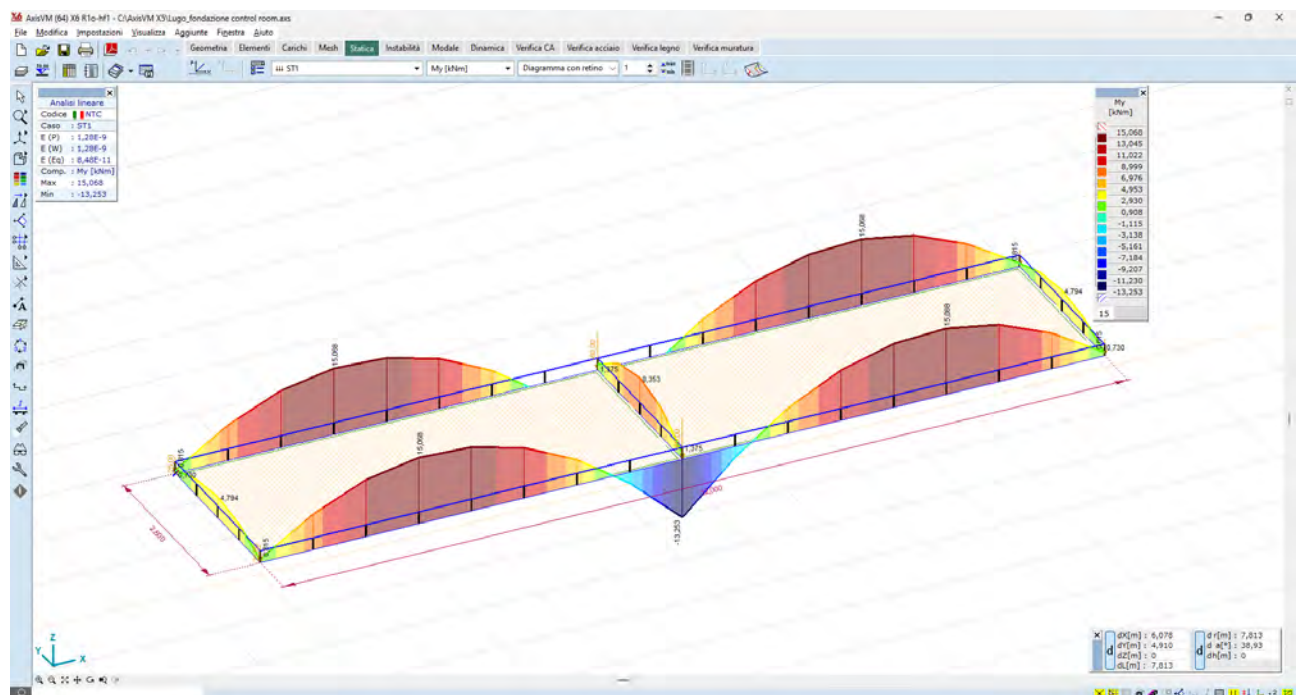 AxisVM (64) X6 R1o-hf1 - C:\AxisVM X5\Lugo_fondazione control room.axs
File Modifica Impostazioni Visualizza Aggiunte Finestra Aiuto
Geometria Elementi Carichi Mesh Statica Instabilità Modale Dinamica Verifica CA Verifica acciaio Verifica legno Verifica muratura
ST1 My [kNm] Diagramma con retino 1
Analisi lineare
Codice NTC
Caso : ST1
E (P) : 1,28E-9
E (W) : 1,28E-9
E (Eq) : 8,48E-11
Comp. : My [kNm]
Max : 15,068
Min : -13,253
My
[kNm]
15,068
13,045
11,022
8,999
6,976
4,953
2,930
0,908
-1,115
-3,138
-5,161
-7,184
-9,207
-11,230
-13,253
15
15,068
4,794
15,068
15,068
0,730
15,068
1,375
1,375
4,794
2,600
-13,253
Z
Y
X
d
dX[m] : 6,078
dY[m] : 4,910
dZ[m] : 0
dL[m] : 7,813
d
d r[m] : 7,813
d a[°] : 38,93
dh[m] : 0